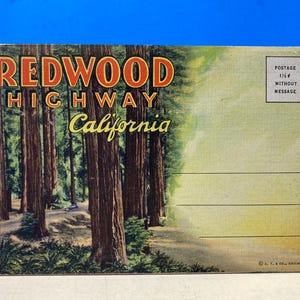 REDWOOD
HIGHWAY
California
POSTAGE
1½¢
WITHOUT
MESSAGE